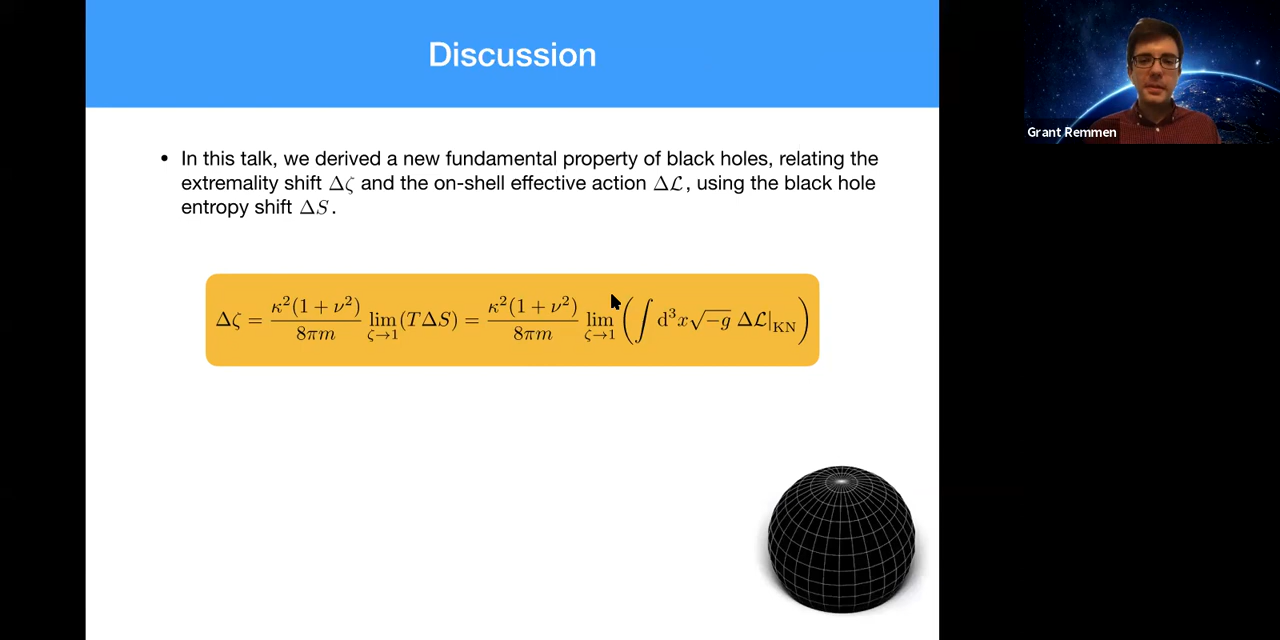 Discussion
• In this talk, we derived a new fundamental property of black holes, relating the
extremality shift Δζ and the on-shell effective action Δℒ, using the black hole
entropy shift ΔS.
Δζ = κ²(1 + ν²)/8πm lim_{ζ→1}(TΔS) = κ²(1 + ν²)/8πm lim_{ζ→1}(∫ d³x√−g Δℒ|_KN)
Grant Remmen